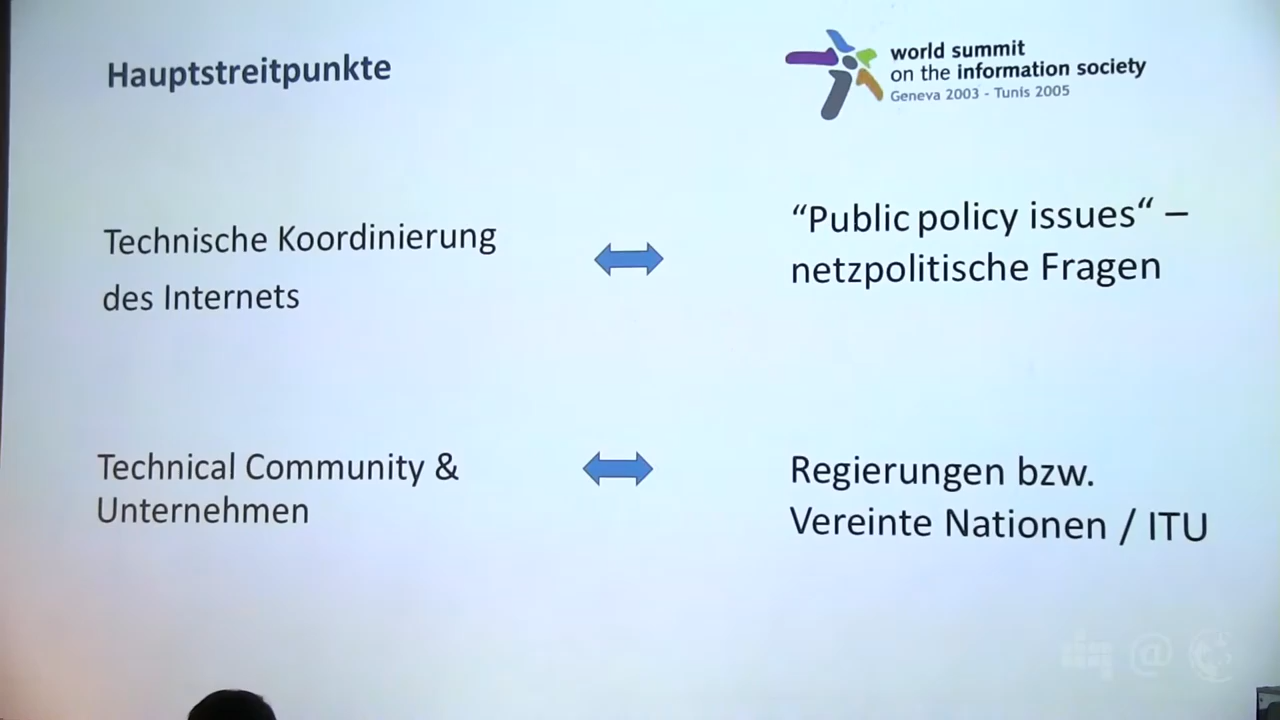 Hauptstreitpunkte
world summit
on the information society
Geneva 2003 - Tunis 2005
Technische Koordinierung
des Internets
“Public policy issues“ –
netzpolitische Fragen
Technical Community &
Unternehmen
Regierungen bzw.
Vereinte Nationen / ITU